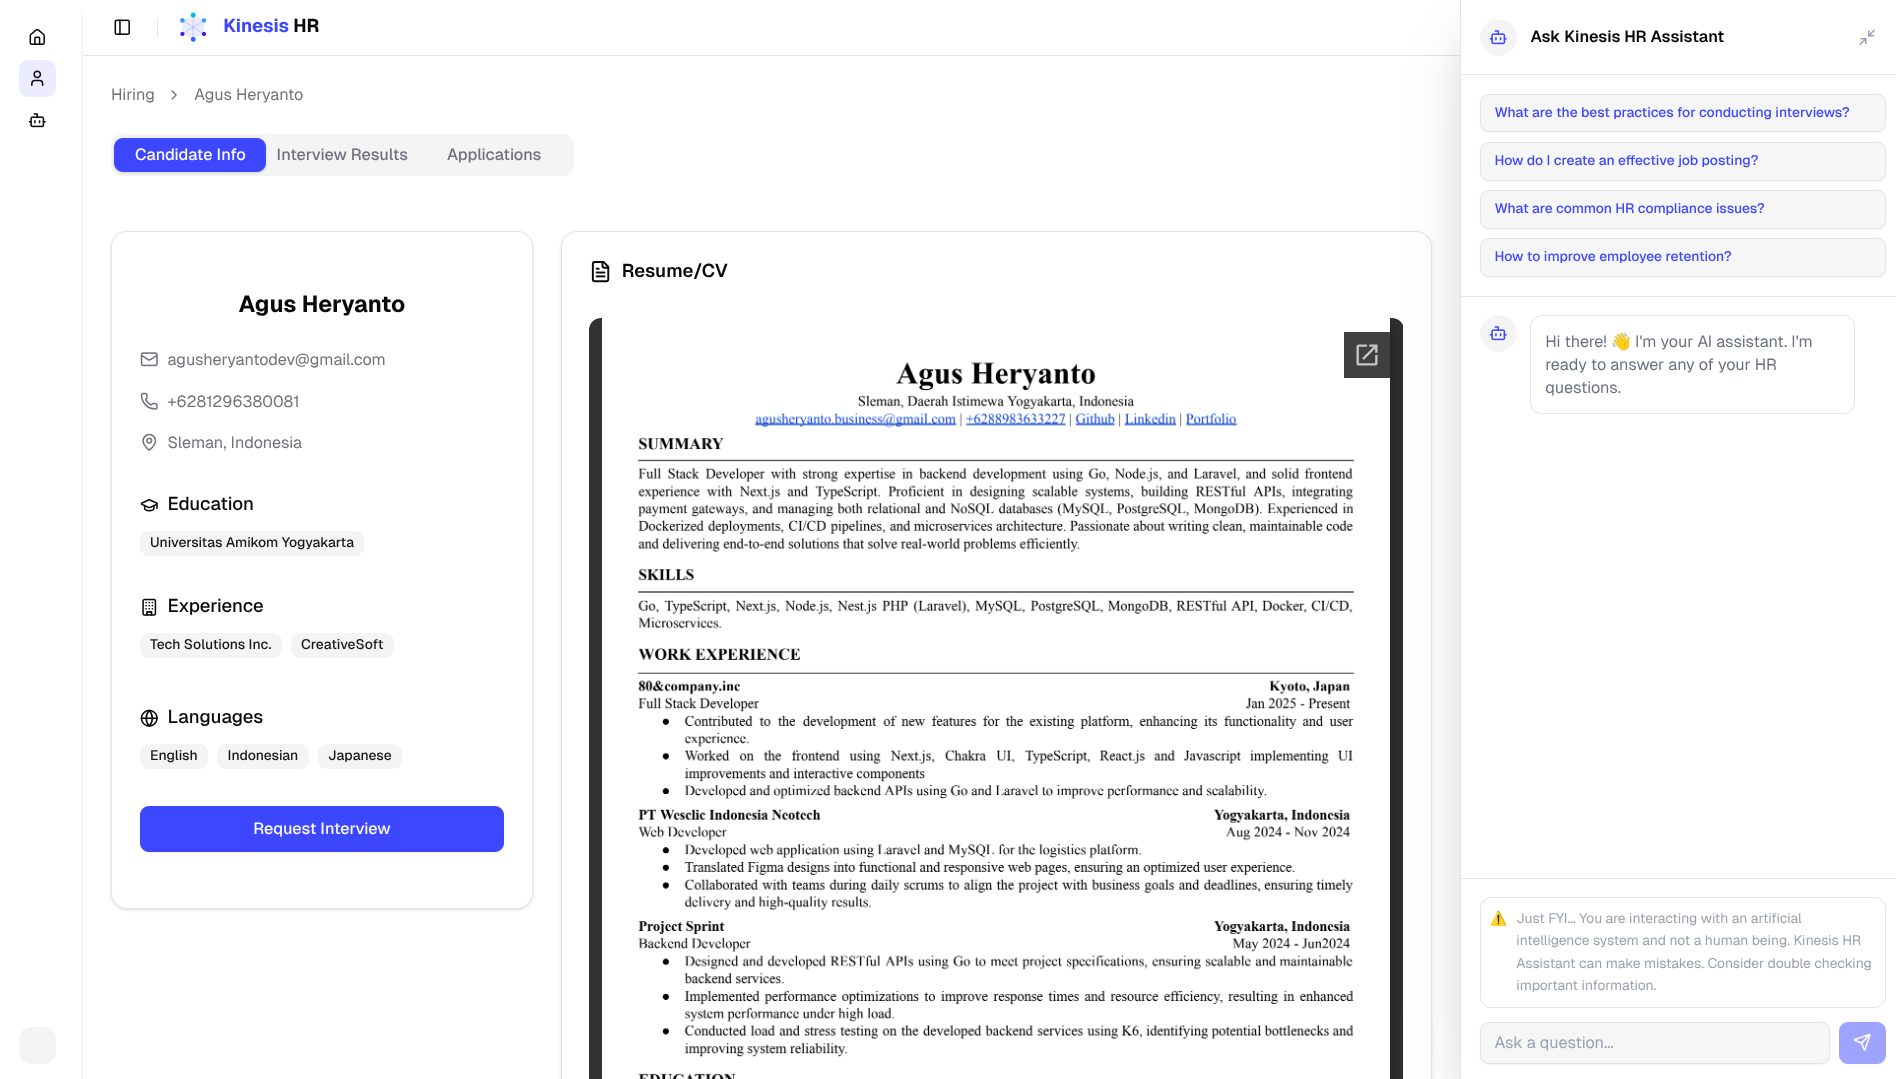 Kinesis HR
Hiring
Agus Heryanto
Candidate Info
Interview Results
Applications
Agus Heryanto
agusheryantodev@gmail.com
+6281296380081
Sleman, Indonesia
Education
Universitas Amikom Yogyakarta
Experience
Tech Solutions Inc.
CreativeSoft
Languages
English
Indonesian
Japanese
Request Interview
Resume/CV
Agus Heryanto
Sleman, Daerah Istimewa Yogyakarta, Indonesia
agusheryanto.business@gmail.com | +6288983633227 | Github | Linkedin | Portfolio
SUMMARY
Full Stack Developer with strong expertise in backend development using Go, Node.js, and Laravel, and solid frontend
experience with Next.js and TypeScript. Proficient in designing scalable systems, building RESTful APIs, integrating
payment gateways, and managing both relational and NoSQL databases (MySQL, PostgreSQL, MongoDB). Experienced in
Dockerized deployments, CI/CD pipelines, and microservices architecture. Passionate about writing clean, maintainable code
and delivering end-to-end solutions that solve real-world problems efficiently.
SKILLS
Go, TypeScript, Next.js, Node.js, Nest.js PHP (Laravel), MySQL, PostgreSQL, MongoDB, RESTful API, Docker, CI/CD,
Microservices.
WORK EXPERIENCE
80&company.inc Kyoto, Japan
Full Stack Developer Jan 2025 - Present
● Contributed to the development of new features for the existing platform, enhancing its functionality and user
experience.
● Worked on the frontend using Next.js, Chakra UI, TypeScript, React.js and Javascript implementing UI
improvements and interactive components
● Developed and optimized backend APIs using Go and Laravel to improve performance and scalability.
PT Wesclic Indonesia Neotech Yogyakarta, Indonesia
Web Developer Aug 2024 - Nov 2024
● Developed web application using Laravel and MySQL for the logistics platform.
● Translated Figma designs into functional and responsive web pages, ensuring an optimized user experience.
● Collaborated with teams during daily scrums to align the project with business goals and deadlines, ensuring timely
delivery and high-quality results.
Project Sprint Yogyakarta, Indonesia
Backend Developer May 2024 - Jun2024
● Designed and developed RESTful APIs using Go to meet project specifications, ensuring scalable and maintainable
backend services.
● Implemented performance optimizations to improve response times and resource efficiency, resulting in enhanced
system performance under high load.
● Conducted load and stress testing on the developed backend services using K6, identifying potential bottlenecks and
improving system reliability.
EDUCATION
Ask Kinesis HR Assistant
What are the best practices for conducting interviews?
How do I create an effective job posting?
What are common HR compliance issues?
How to improve employee retention?
Hi there! 👋 I'm your AI assistant. I'm
ready to answer any of your HR
questions.
Just FYI... You are interacting with an artificial
intelligence system and not a human being. Kinesis HR
Assistant can make mistakes. Consider double checking
important information.
Ask a question...